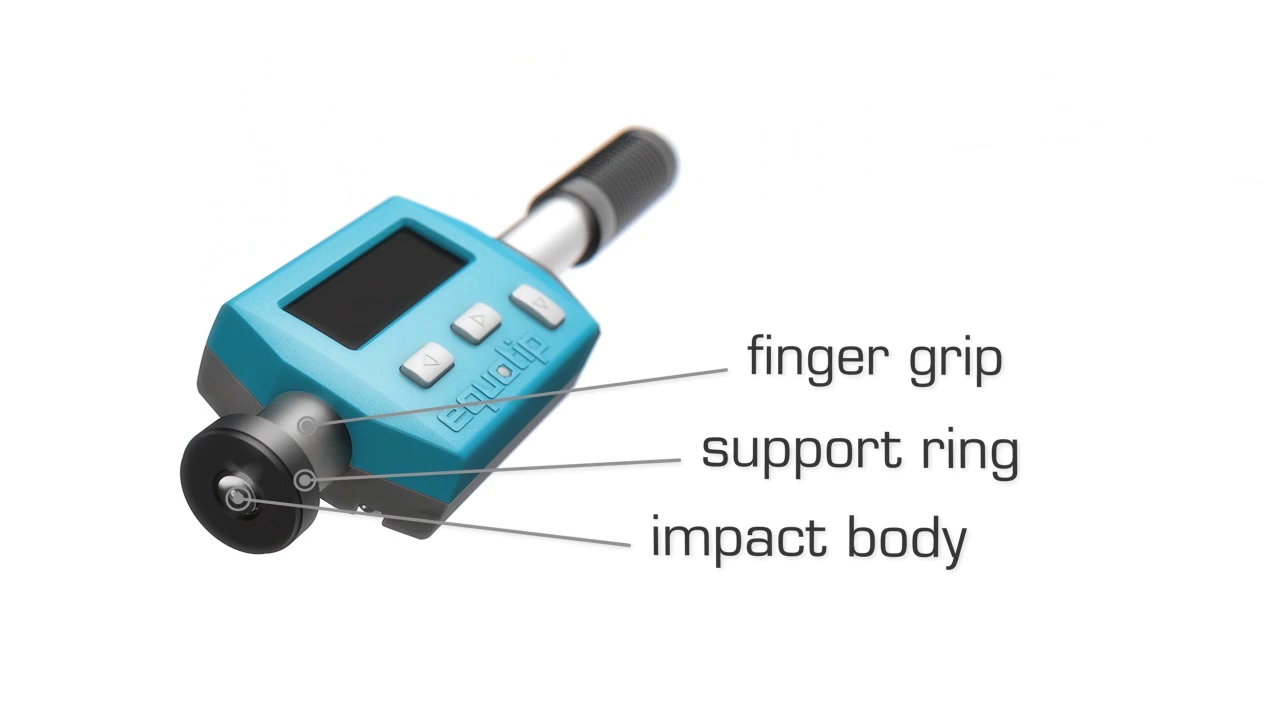 equotip
finger grip
support ring
impact body